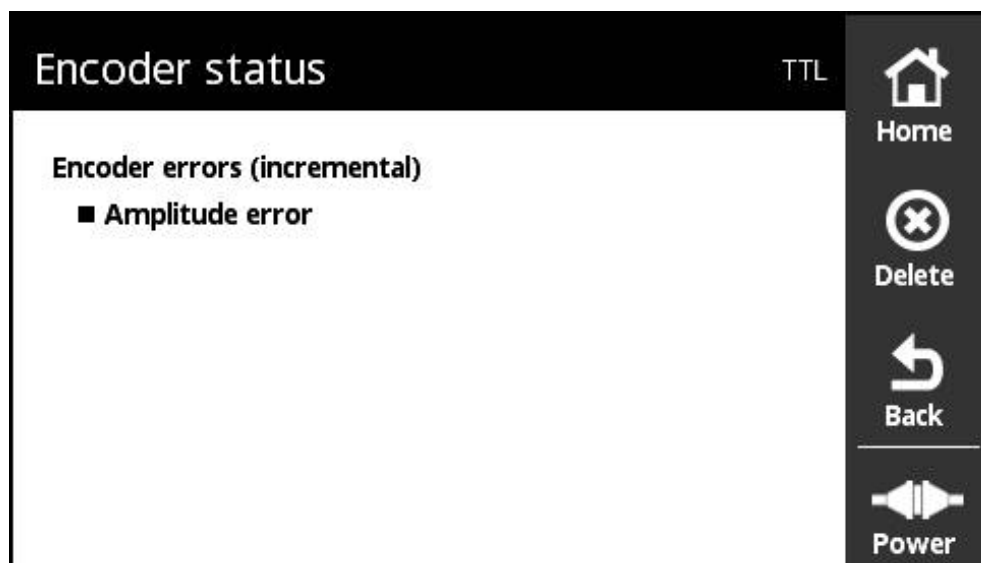 Encoder status
TTL
Encoder errors (incremental)
■ Amplitude error
Home
Delete
Back
Power